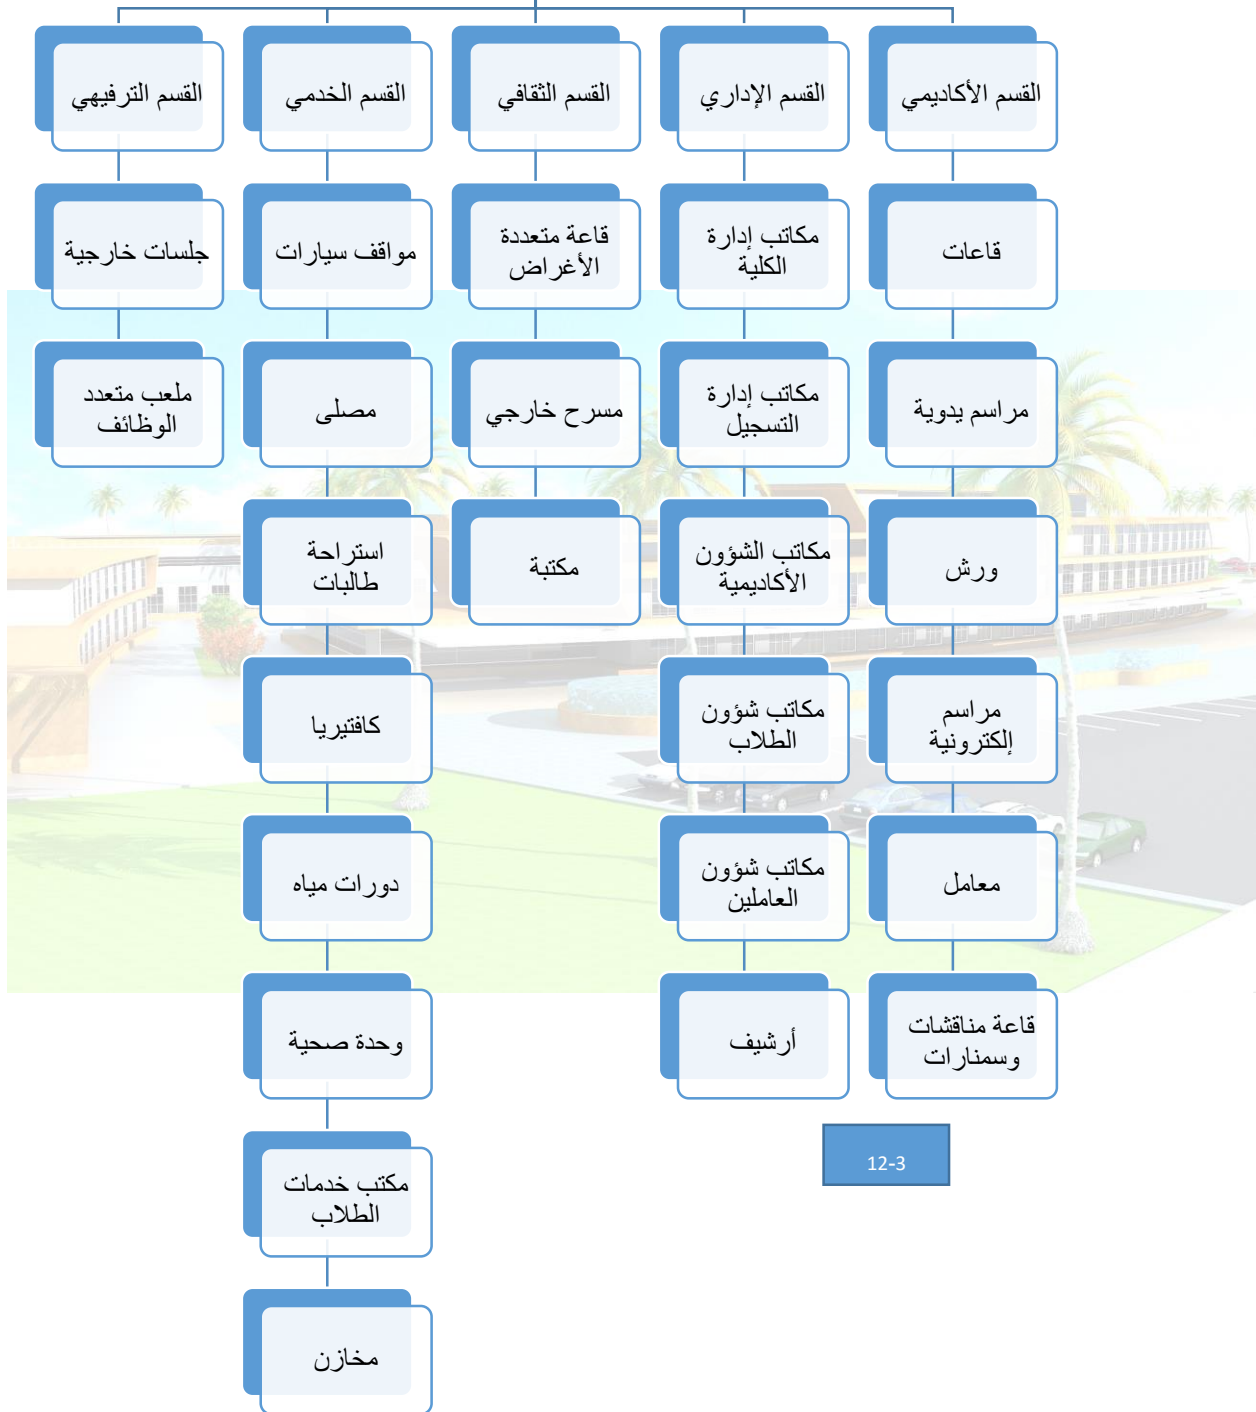 القسم الأكاديمي
القسم الإداري
القسم الثقافي
القسم الخدمي
القسم الترفيهي
قاعات
مكاتب إدارة
الكلية
قاعة متعددة
الأغراض
مواقف سيارات
جلسات خارجية
مراسم يدوية
مكاتب إدارة
التسجيل
مسرح خارجي
مصلى
ملعب متعدد
الوظائف
ورش
مكاتب الشؤون
الأكاديمية
مكتبة
استراحة
طالبات
مراسم
إلكترونية
مكاتب شؤون
الطلاب
كافتيريا
معامل
مكاتب شؤون
العاملين
دورات مياه
قاعة مناقشات
وسمنارات
أرشيف
وحدة صحية
12-3
مكتب خدمات
الطلاب
مخازن